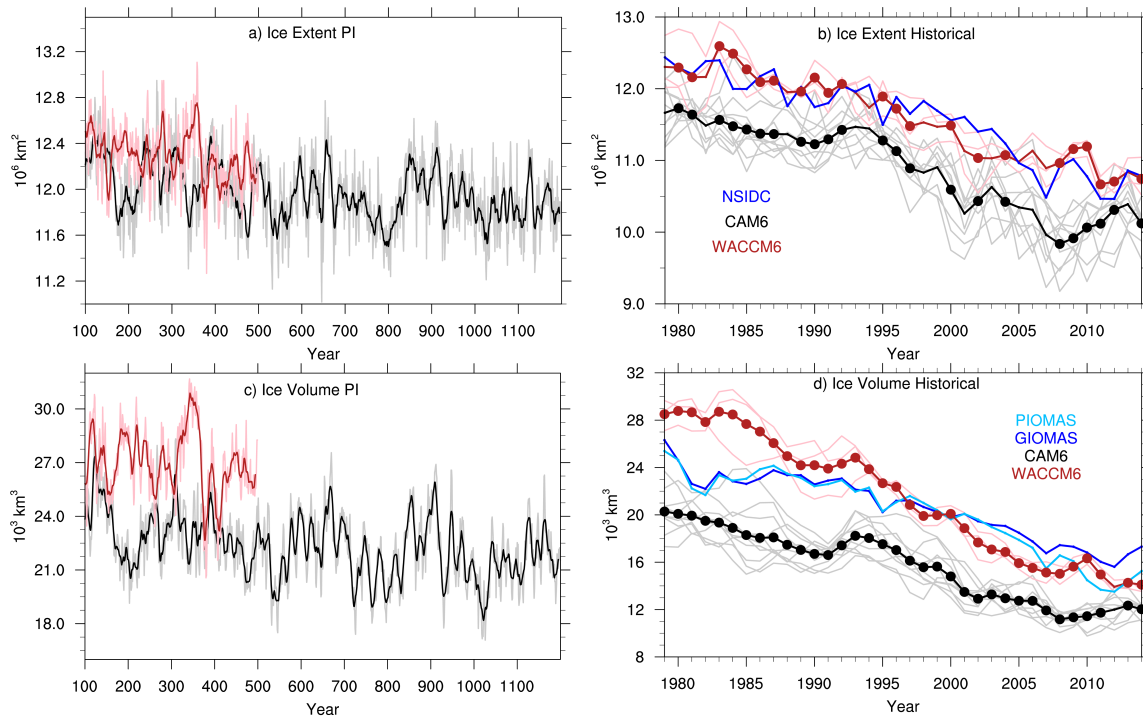 a) Ice Extent PI
13.2
12.8
12.4
12.0
11.6
11.2
10⁶ km²
100 200 300 400 500 600 700 800 900 1000 1100
Year
b) Ice Extent Historical
13.0
12.0
11.0
10.0
9.0
10⁶ km²
NSIDC
CAM6
WACCM6
1980 1985 1990 1995 2000 2005 2010
Year
c) Ice Volume PI
30.0
27.0
24.0
21.0
18.0
10³ km³
100 200 300 400 500 600 700 800 900 1000 1100
Year
d) Ice Volume Historical
32
28
24
20
16
12
8
10³ km³
PIOMAS
GIOMAS
CAM6
WACCM6
1980 1985 1990 1995 2000 2005 2010
Year